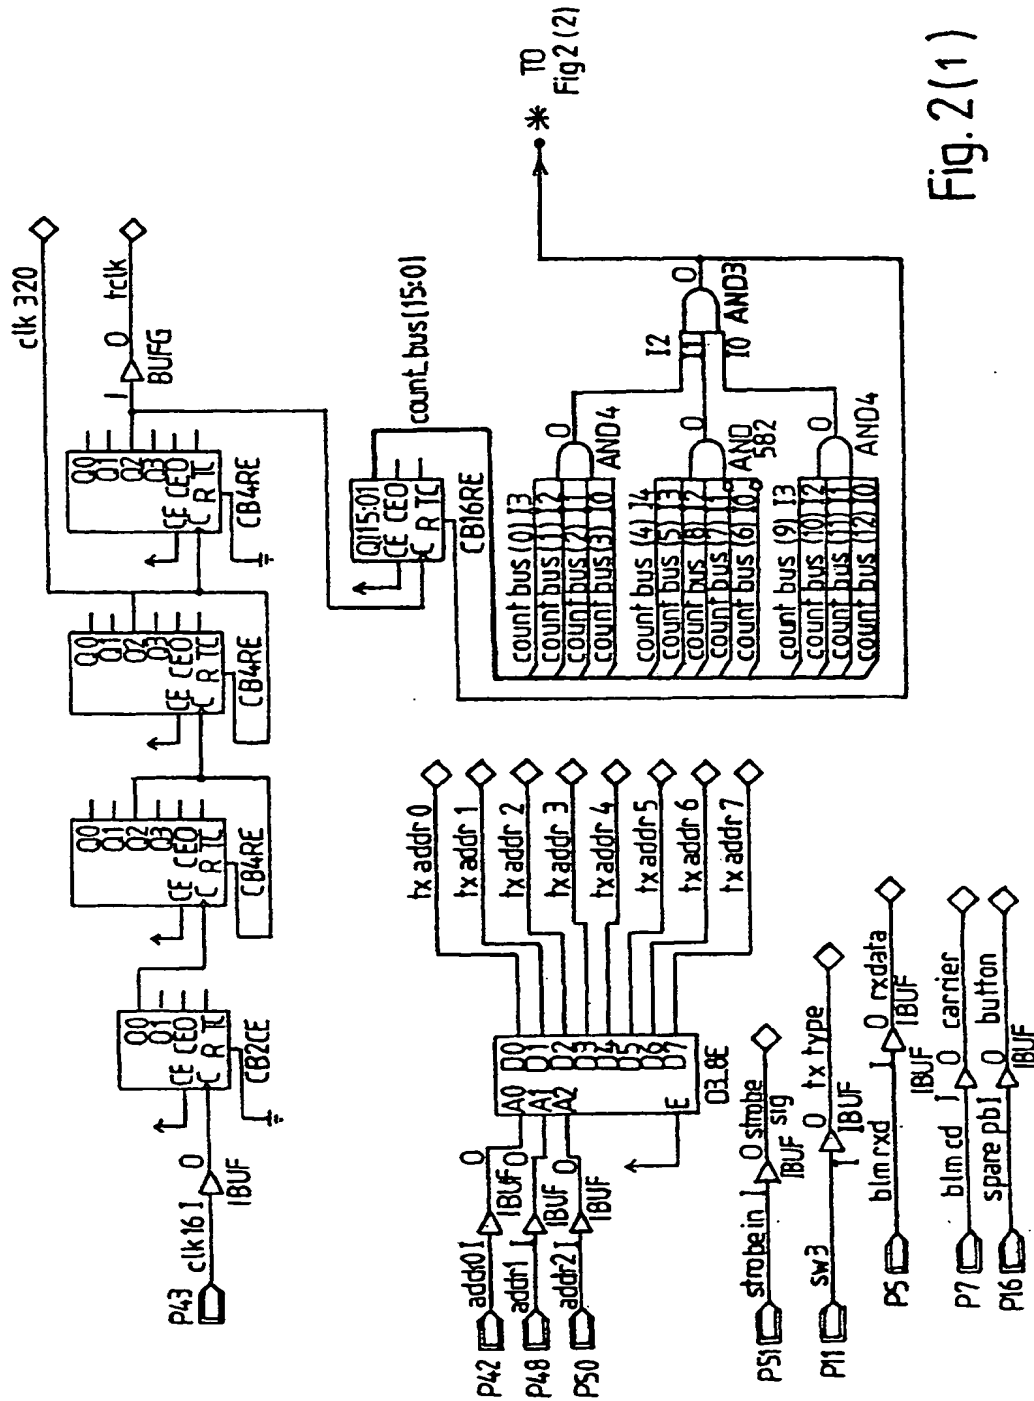 clk 320
tclk
I
O
BUFG
Q0
Q1
Q2
Q3
CE CEO
C R TC
CB4RE
Q0
Q1
Q2
Q3
CE CEO
C R TC
CB4RE
Q0
Q1
Q2
Q3
CE CEO
C R TC
CB4RE
Q0
Q1
CE CEO
C R TC
CB2CE
P43
clk16 I
O
IBUF
Q[15:0]
CE CEO
C R TC
CB16RE
count_bus[15:0]
count bus (0) I3
count bus (1) I2
count bus (2) I1
count bus (3) I0
O
AND4
count bus (4) I4
count bus (5) I3
count bus (8) I2
count bus (7) I1
count bus (6) I0
O
AND
5B2
count bus (9) I3
count bus (10) I2
count bus (11) I1
count bus (12) I0
O
AND4
I2
I1
I0
O
AND3
* TO
Fig 2 (2)
P42
addr0 I
O
IBUF
P48
addr1 I
O
IBUF
P50
addr2 I
O
IBUF
A0
A1
A2
E
D0
D1
D2
D3
D4
D5
D6
D7
D3_8E
tx addr 0
tx addr 1
tx addr 2
tx addr 3
tx addr 4
tx addr 5
tx addr 6
tx addr 7
P51
strobe in I
O strobe
sig
IBUF
P11
sw3
I
O tx type
IBUF
P5
blm rxd
I
O rxdata
IBUF
P7
blm cd I
O carrier
IBUF
P16
spare pb I
O button
IBUF
Fig. 2 (1)